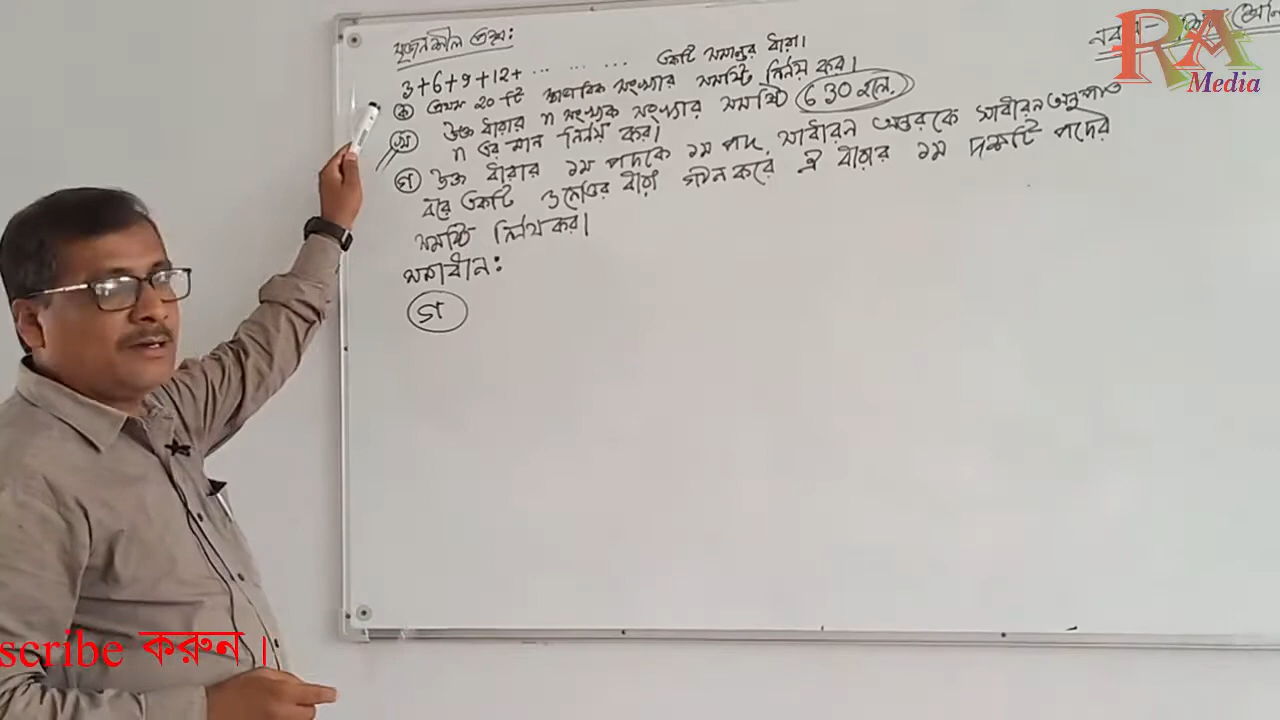 সৃজনশীল প্রশ্ন:
3+6+9+12+ ... ... ... একটি সমান্তর ধারা।
ক প্রথম 20 টি স্বাভাবিক সংখ্যার সমষ্টি নির্ণয় কর।
খ উক্ত ধারার n সংখ্যক সংখ্যার সমষ্টি 630 হলে,
n এর মান নির্ণয় কর।
গ উক্ত ধারার ১ম পদকে ১ম পদ, সাধারন অন্তরকে সাধারন অনুপাত
ধরে একটি গুনোত্তর ধারা গঠন করে ঐ ধারার ১ম দশটি পদের
সমষ্টি নির্ণয় কর।
সমাধান:
গ
RA
Media
scribe করুন।